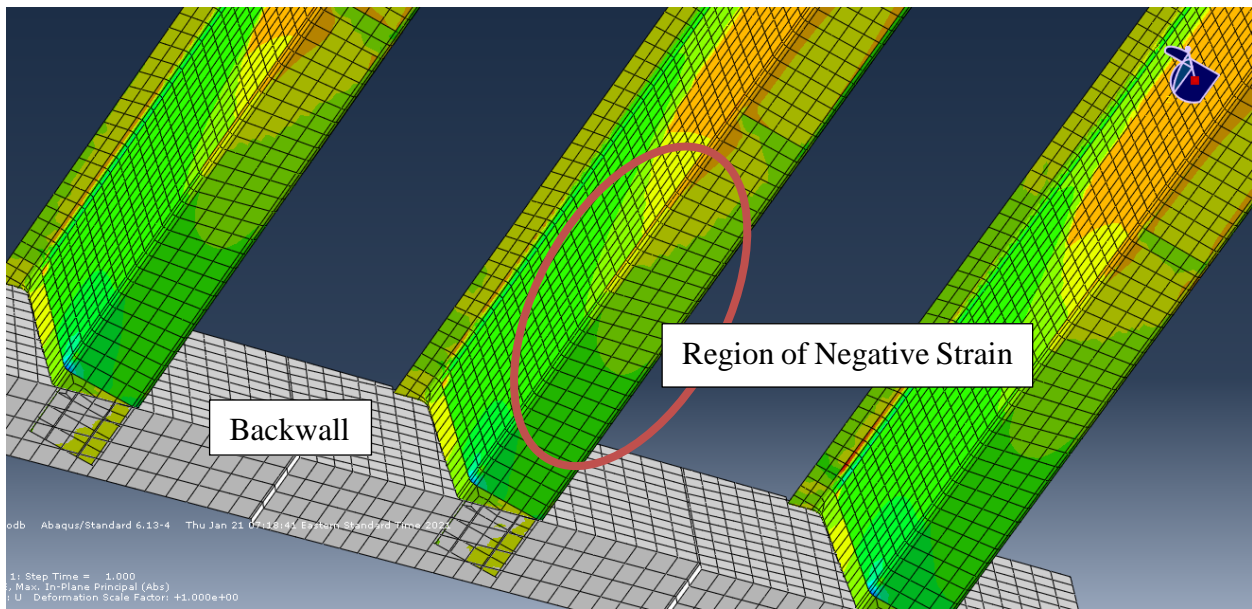 Region of Negative Strain
Backwall
odb Abaqus/Standard 6.13-4 Thu Jan 21 07:18:41 Eastern Standard Time 2021
1: Step Time = 1.000
, Max. In-Plane Principal (Abs)
: U Deformation Scale Factor: +1.000e+00